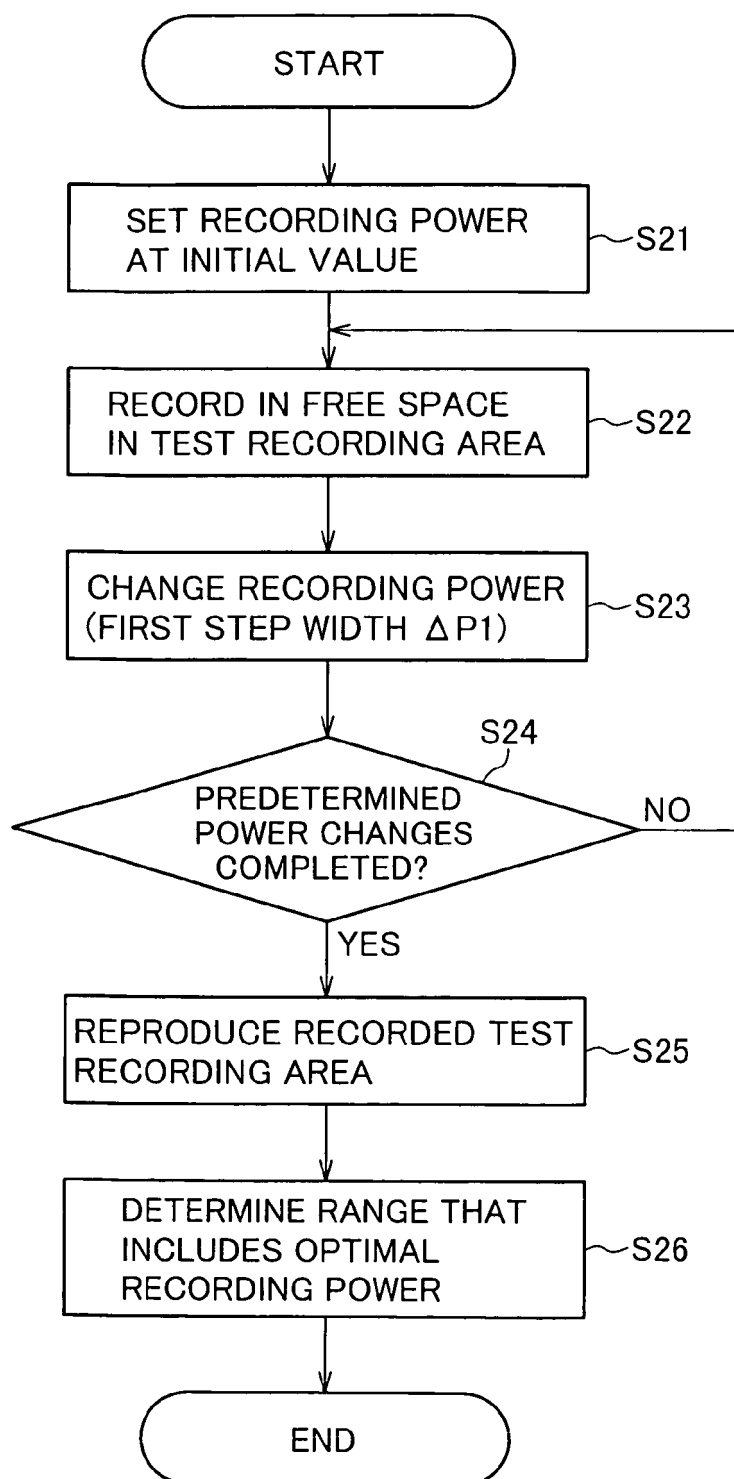 START
SET RECORDING POWER
AT INITIAL VALUE
S21
RECORD IN FREE SPACE
IN TEST RECORDING AREA
S22
CHANGE RECORDING POWER
(FIRST STEP WIDTH ΔP1)
S23
S24
PREDETERMINED
POWER CHANGES
COMPLETED?
NO
YES
REPRODUCE RECORDED TEST
RECORDING AREA
S25
DETERMINE RANGE THAT
INCLUDES OPTIMAL
RECORDING POWER
S26
END